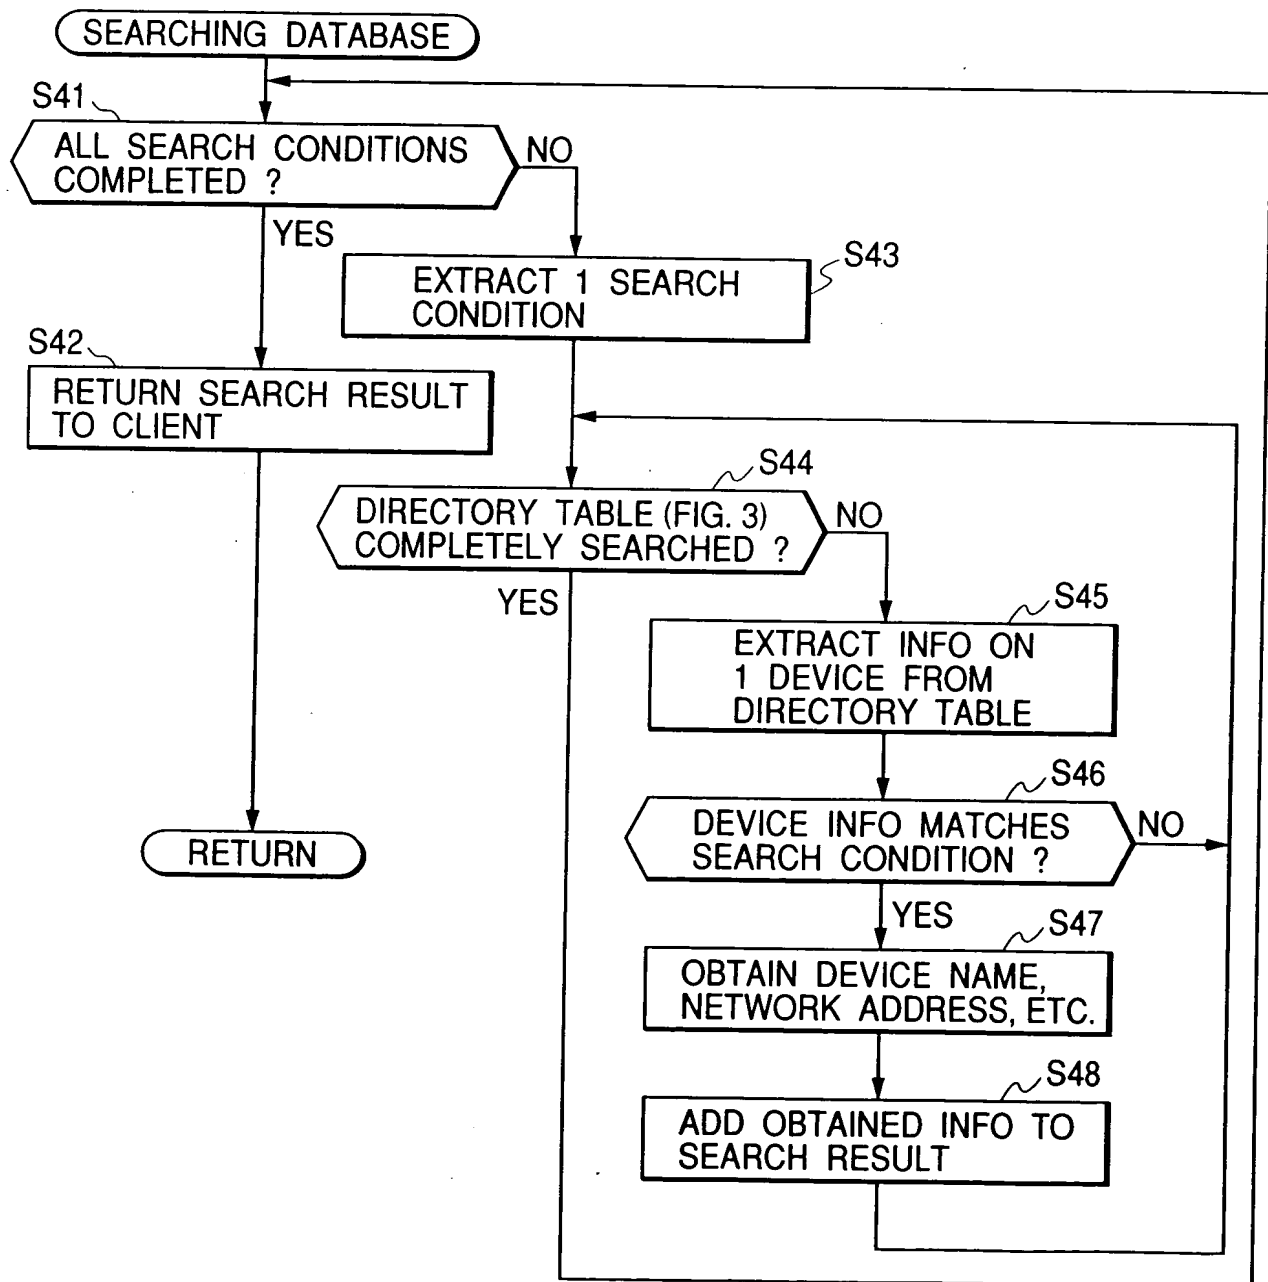 SEARCHING DATABASE
S41
ALL SEARCH CONDITIONS
COMPLETED ?
NO
YES
S43
EXTRACT 1 SEARCH
CONDITION
S42
RETURN SEARCH RESULT
TO CLIENT
S44
DIRECTORY TABLE (FIG. 3)
COMPLETELY SEARCHED ?
NO
YES
S45
EXTRACT INFO ON
1 DEVICE FROM
DIRECTORY TABLE
S46
DEVICE INFO MATCHES
SEARCH CONDITION ?
NO
RETURN
YES
S47
OBTAIN DEVICE NAME,
NETWORK ADDRESS, ETC.
S48
ADD OBTAINED INFO TO
SEARCH RESULT